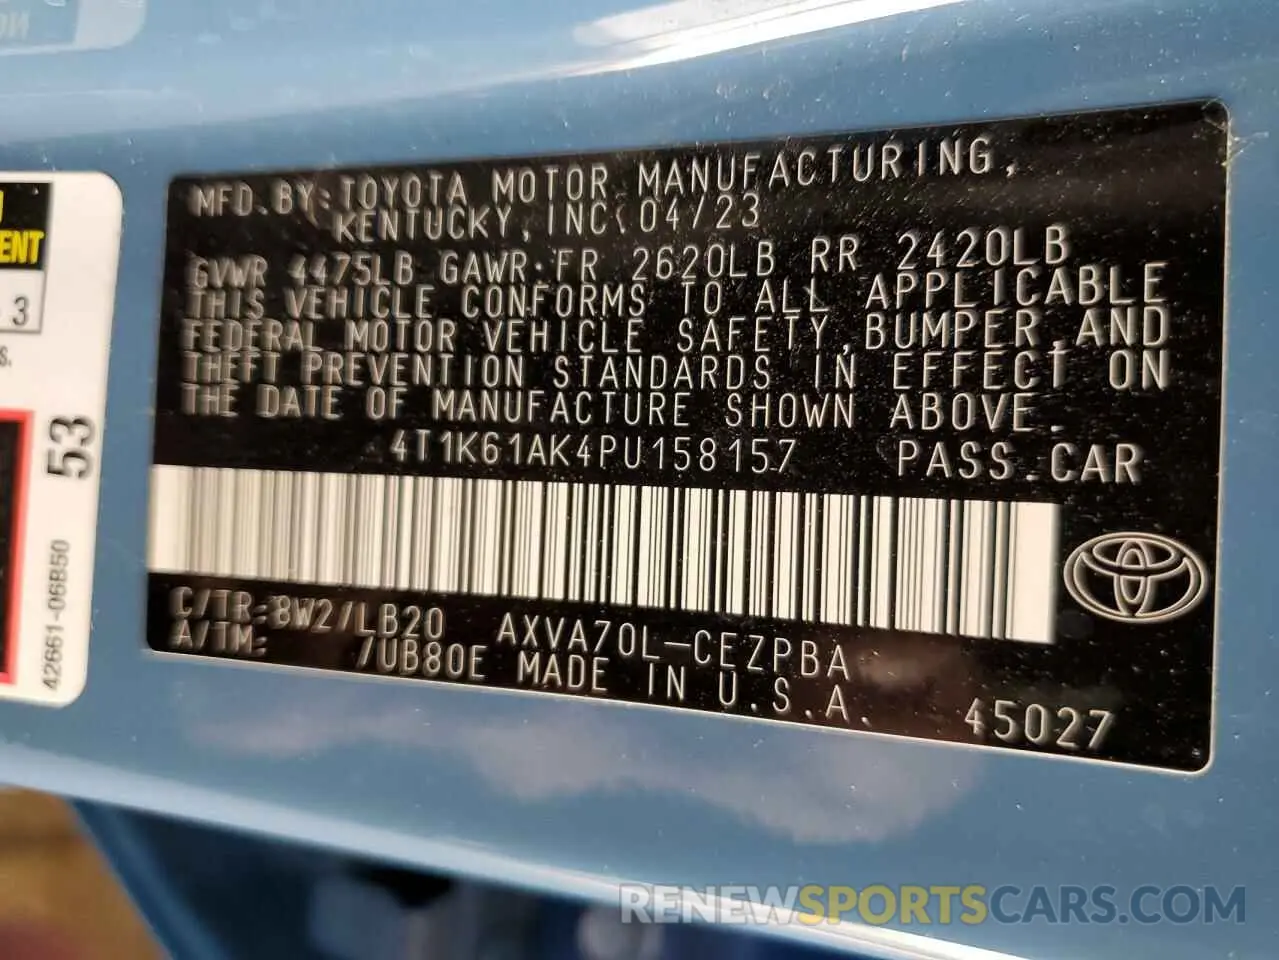 MFD. BY: TOYOTA MOTOR MANUFACTURING,
KENTUCKY, INC. 04/23
GVWR 4475LB GAWR FR 2620LB RR 2420LB
THIS VEHICLE CONFORMS TO ALL APPLICABLE
FEDERAL MOTOR VEHICLE SAFETY, BUMPER, AND
THEFT PREVENTION STANDARDS IN EFFECT ON
THE DATE OF MANUFACTURE SHOWN ABOVE.
4T1K61AK4PU158157 PASS. CAR
C/TR: 8W2/LB20 AXVA70L-CEZPBA
A/TM: /UB80E MADE IN U.S.A.
45027
3
53
42661-06B50
RENEWSPORTSCARS.COM